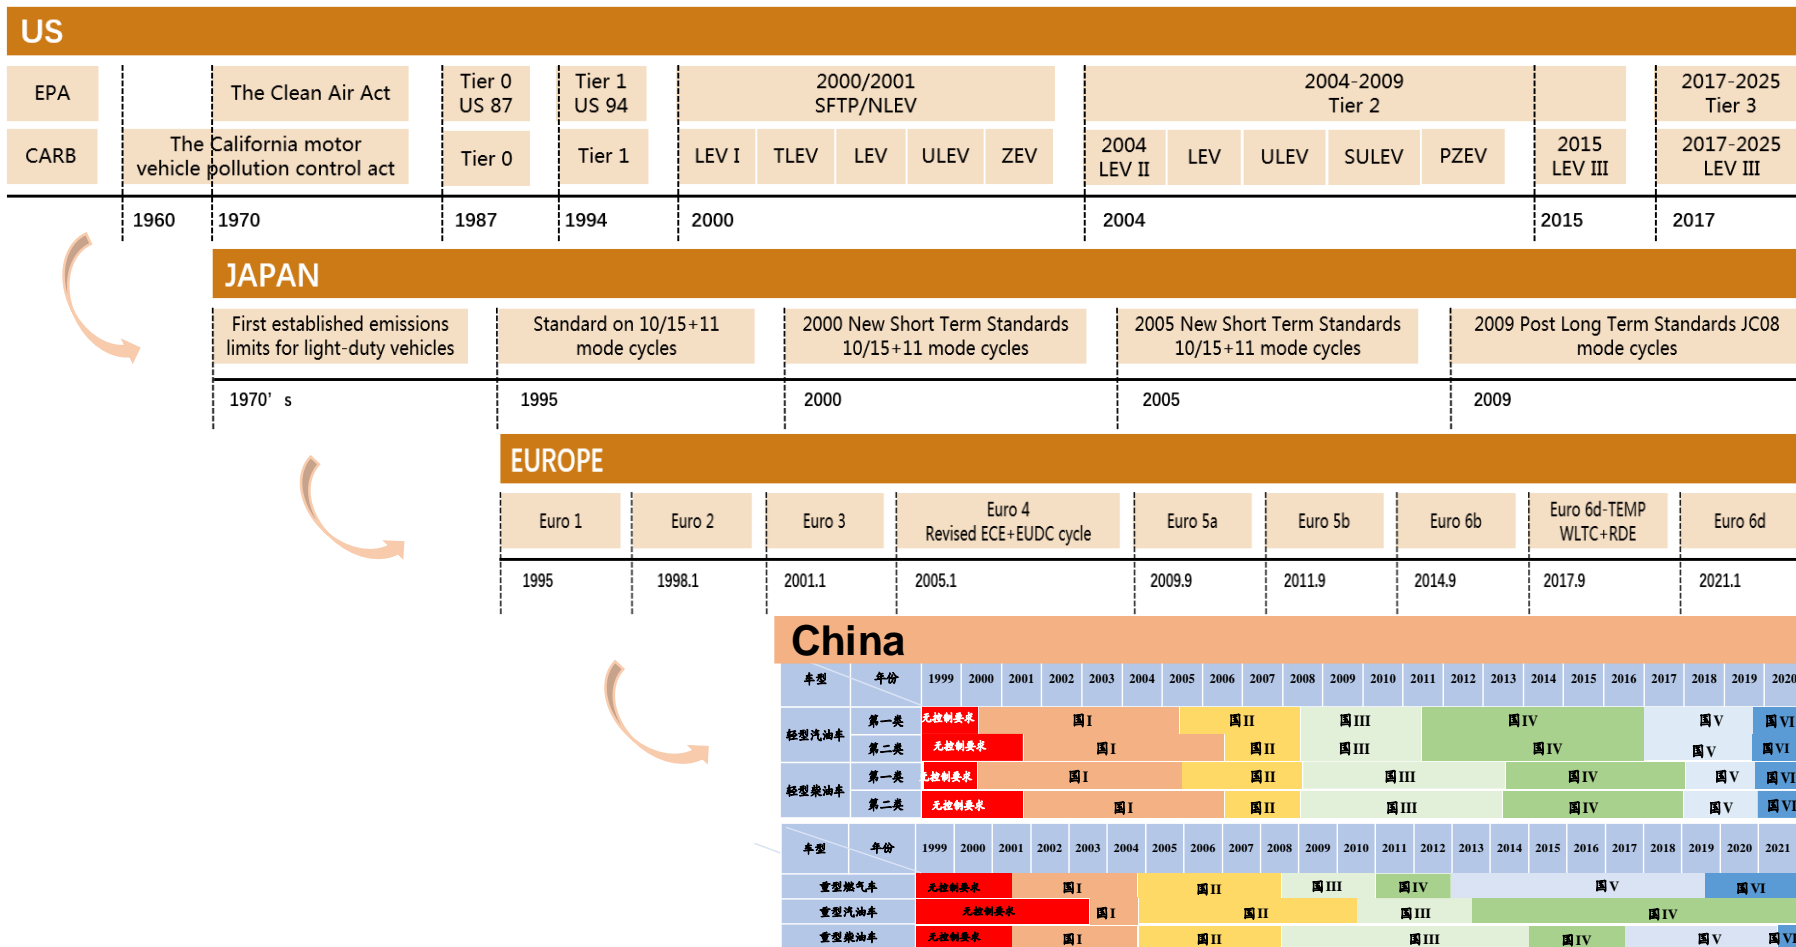 US
EPA
The Clean Air Act
Tier 0
US 87
Tier 1
US 94
2000/2001
SFTP/NLEV
2004-2009
Tier 2
2017-2025
Tier 3
CARB
The California motor
vehicle pollution control act
Tier 0
Tier 1
LEV I
TLEV
LEV
ULEV
ZEV
2004
LEV II
LEV
ULEV
SULEV
PZEV
2015
LEV III
2017-2025
LEV III
1960
1970
1987
1994
2000
2004
2015
2017
JAPAN
First established emissions
limits for light-duty vehicles
Standard on 10/15+11
mode cycles
2000 New Short Term Standards
10/15+11 mode cycles
2005 New Short Term Standards
10/15+11 mode cycles
2009 Post Long Term Standards JC08
mode cycles
1970’s
1995
2000
2005
2009
EUROPE
Euro 1
Euro 2
Euro 3
Euro 4
Revised ECE+EUDC cycle
Euro 5a
Euro 5b
Euro 6b
Euro 6d-TEMP
WLTC+RDE
Euro 6d
1995
1998.1
2001.1
2005.1
2009.9
2011.9
2014.9
2017.9
2021.1
China
车型 年份 1999 2000 2001 2002 2003 2004 2005 2006 2007 2008 2009 2010 2011 2012 2013 2014 2015 2016 2017 2018 2019 2020
轻型汽油车
第一类 无控制要求 国I 国II 国III 国IV 国V 国VI
第二类 无控制要求 国I 国II 国III 国IV 国V 国VI
轻型柴油车
第一类 无控制要求 国I 国II 国III 国IV 国V 国VI
第二类 无控制要求 国I 国II 国III 国IV 国V 国VI
车型 年份 1999 2000 2001 2002 2003 2004 2005 2006 2007 2008 2009 2010 2011 2012 2013 2014 2015 2016 2017 2018 2019 2020 2021
重型燃气车 无控制要求 国I 国II 国III 国IV 国V 国VI
重型汽油车 无控制要求 国I 国II 国III 国IV
重型柴油车 无控制要求 国I 国II 国III 国IV 国V 国VI